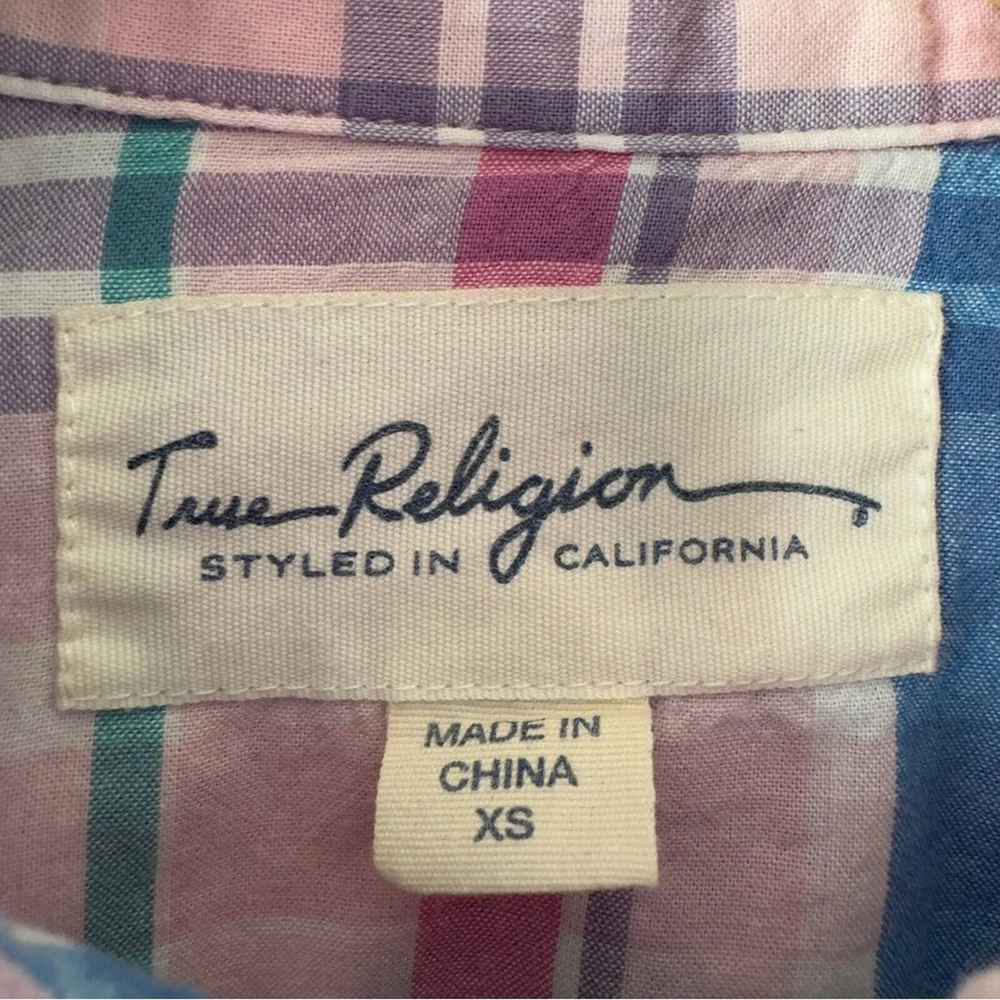 True Religion®
STYLED IN CALIFORNIA
MADE IN
CHINA
XS